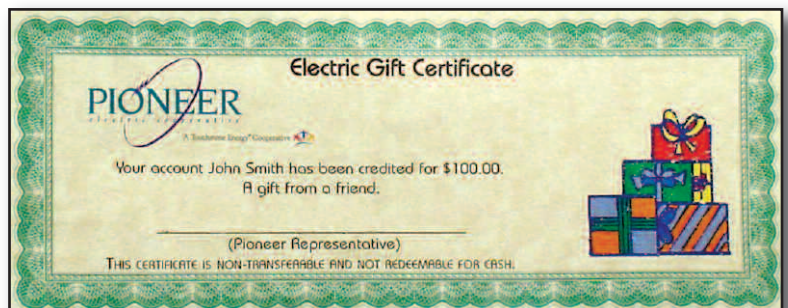 Electric Gift Certificate
PIONEER
electric cooperative
A Touchstone Energy® Cooperative
Your account John Smith has been credited for $100.00.
A gift from a friend.
(Pioneer Representative)
THIS CERTIFICATE IS NON-TRANSFERABLE AND NOT REDEEMABLE FOR CASH.